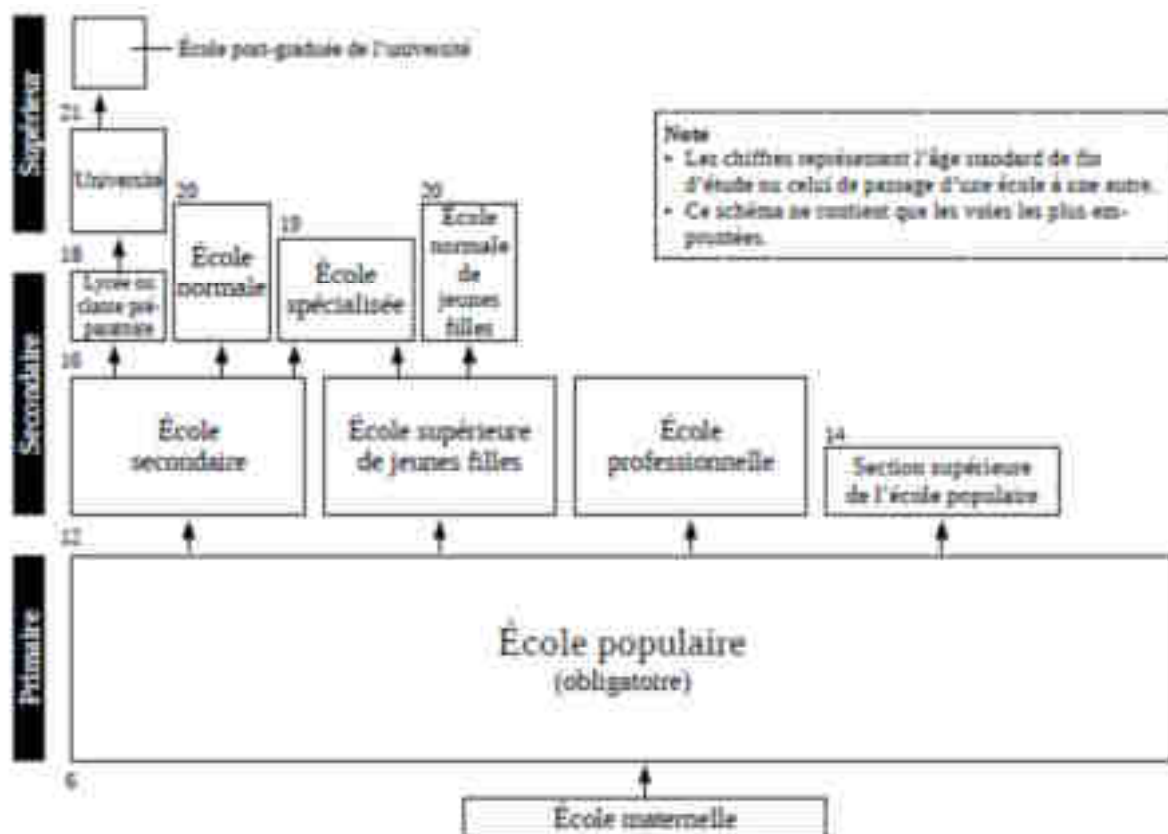 Supérieur
École post-graduée de l'université
21
Université
Note
• Les chiffres représentent l'âge standard de fin
d'étude ou celui de passage d'une école à une autre.
• Ce schéma ne contient que les voies les plus em-
pruntées.
20
École
normale
19
École
spécialisée
20
École
normale
de
jeunes
filles
18
Lycée ou
classe pré-
paratoire
Secondaire
16
École
secondaire
École supérieure
de jeunes filles
École
professionnelle
14
Section supérieure
de l'école populaire
12
Primaire
École populaire
(obligatoire)
6
École maternelle